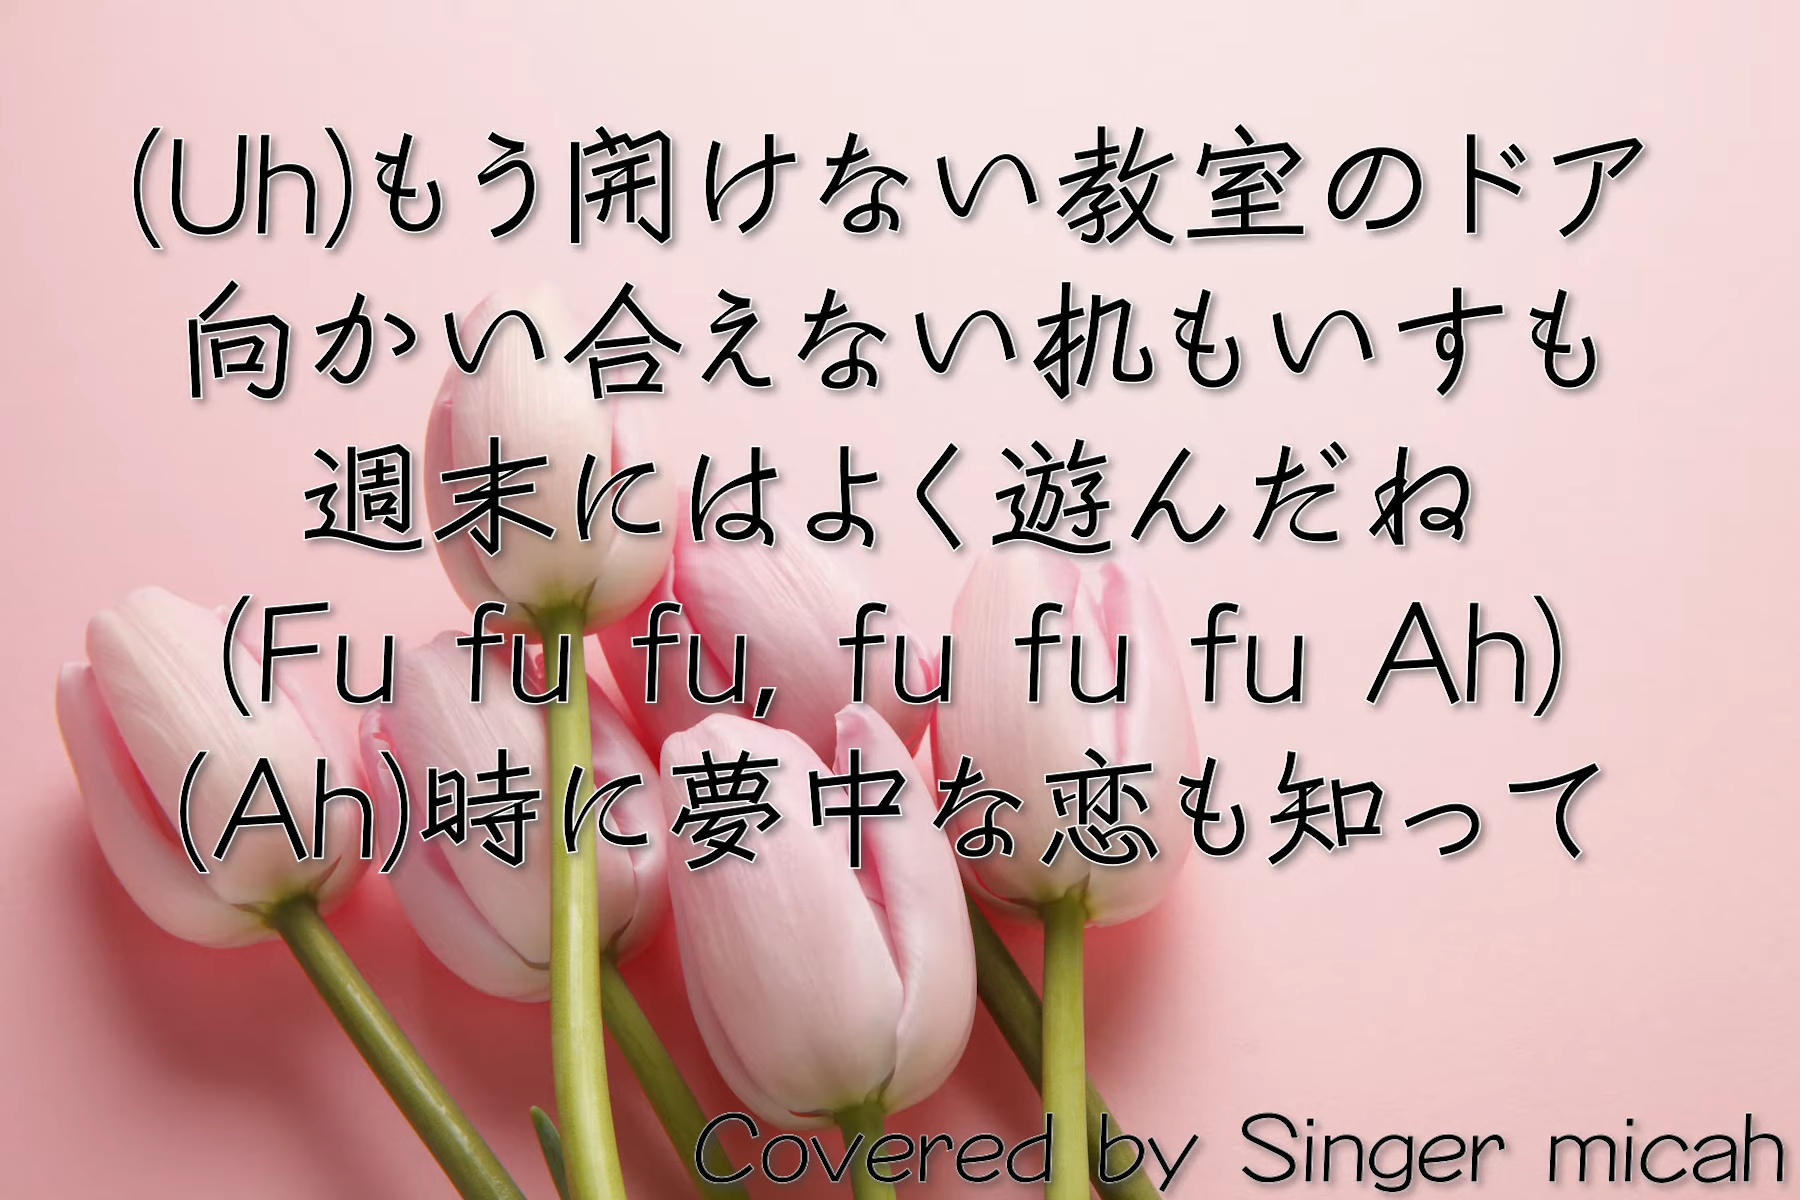 (Uh)もう開けない教室のドア
向かい合えない机もいすも
週末にはよく遊んだね
(Fu fu fu, fu fu fu Ah)
(Ah)時に夢中な恋も知って
Covered by Singer micah